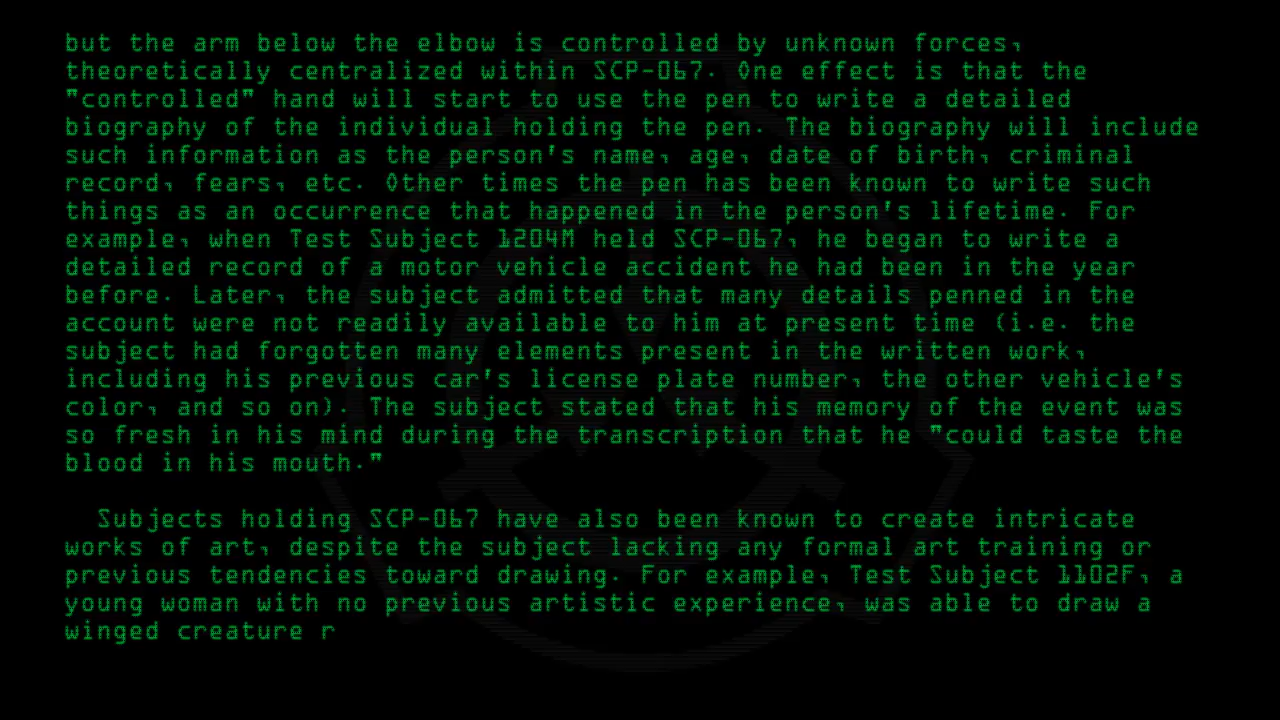 but the arm below the elbow is controlled by unknown forces,
theoretically centralized within SCP-067. One effect is that the
"controlled" hand will start to use the pen to write a detailed
biography of the individual holding the pen. The biography will include
such information as the person's name, age, date of birth, criminal
record, fears, etc. Other times the pen has been known to write such
things as an occurrence that happened in the person's lifetime. For
example, when Test Subject 1204M held SCP-067, he began to write a
detailed record of a motor vehicle accident he had been in the year
before. Later, the subject admitted that many details penned in the
account were not readily available to him at present time (i.e. the
subject had forgotten many elements present in the written work,
including his previous car's license plate number, the other vehicle's
color, and so on). The subject stated that his memory of the event was
so fresh in his mind during the transcription that he "could taste the
blood in his mouth."
Subjects holding SCP-067 have also been known to create intricate
works of art, despite the subject lacking any formal art training or
previous tendencies toward drawing. For example, Test Subject 1102F, a
young woman with no previous artistic experience, was able to draw a
winged creature r